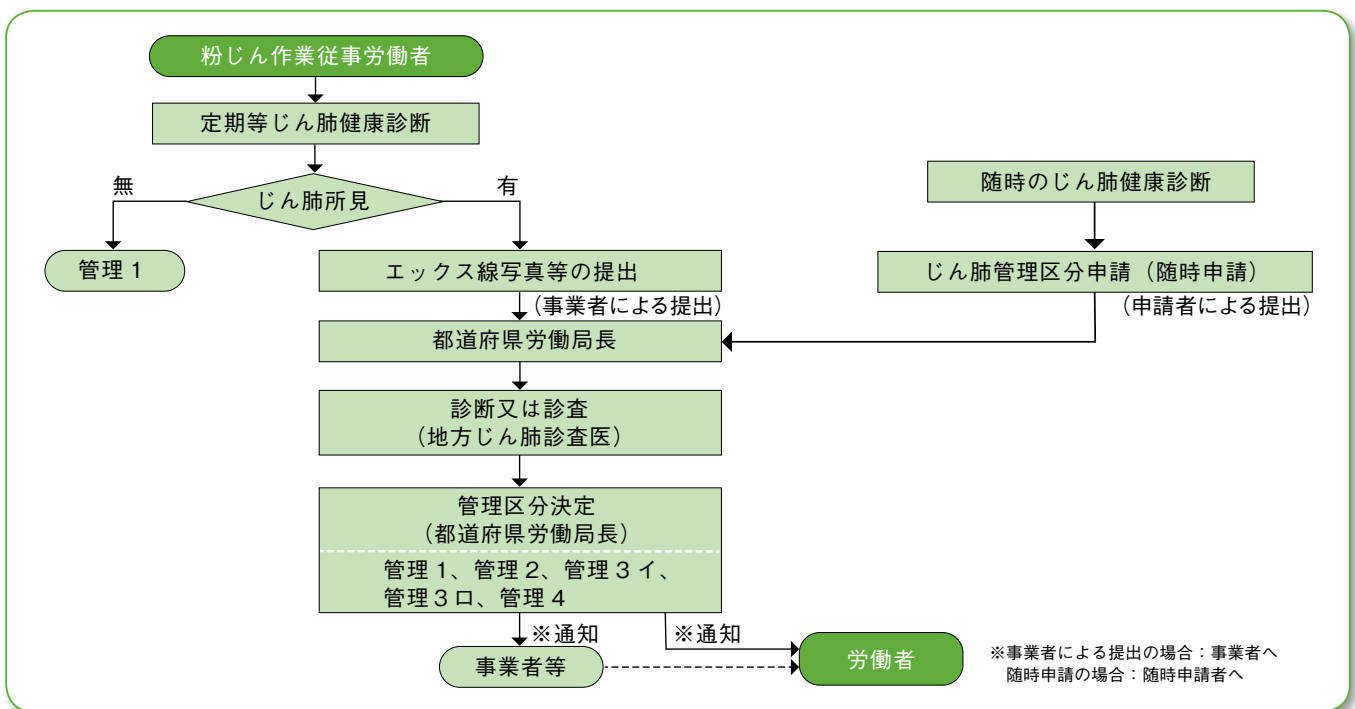 粉じん作業従事労働者
定期等じん肺健康診断
無
じん肺所見
有
管理1
エックス線写真等の提出
(事業者による提出)
随時のじん肺健康診断
じん肺管理区分申請（随時申請）
(申請者による提出)
都道府県労働局長
診断又は診査
（地方じん肺診査医）
管理区分決定
（都道府県労働局長）
管理1、管理2、管理3イ、
管理3ロ、管理4
※通知
※通知
事業者等
労働者
※事業者による提出の場合：事業者へ
随時申請の場合：随時申請者へ